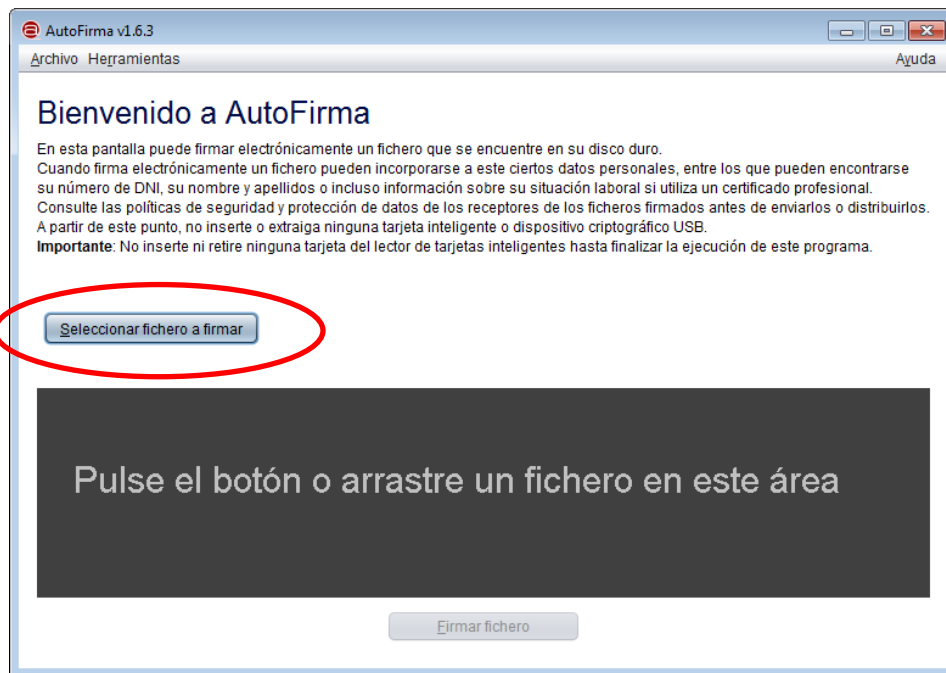 AutoFirma v1.6.3
Archivo Herramientas Ayuda
Bienvenido a AutoFirma
En esta pantalla puede firmar electrónicamente un fichero que se encuentre en su disco duro.
Cuando firma electrónicamente un fichero pueden incorporarse a este ciertos datos personales, entre los que pueden encontrarse
su número de DNI, su nombre y apellidos o incluso información sobre su situación laboral si utiliza un certificado profesional.
Consulte las políticas de seguridad y protección de datos de los receptores de los ficheros firmados antes de enviarlos o distribuirlos.
A partir de este punto, no inserte o extraiga ninguna tarjeta inteligente o dispositivo criptográfico USB.
Importante: No inserte ni retire ninguna tarjeta del lector de tarjetas inteligentes hasta finalizar la ejecución de este programa.
Seleccionar fichero a firmar
Pulse el botón o arrastre un fichero en este área
Firmar fichero